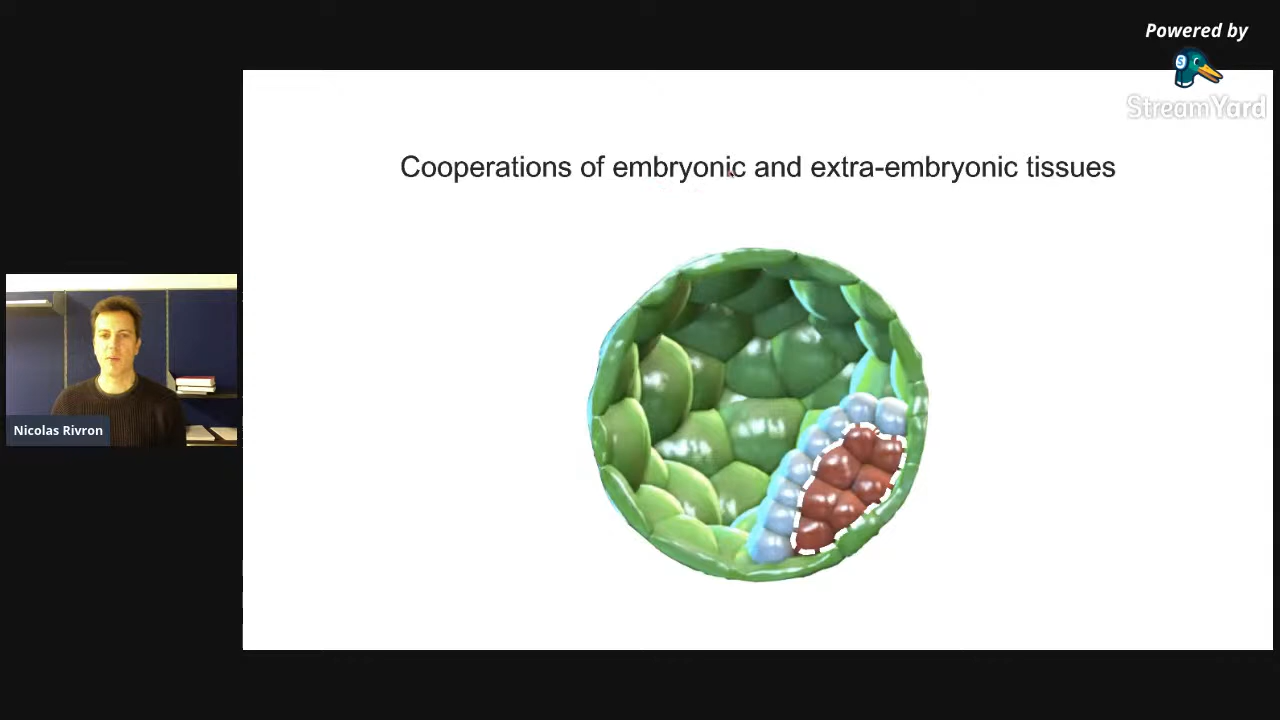 Powered by
StreamYard
Cooperations of embryonic and extra-embryonic tissues
Nicolas Rivron